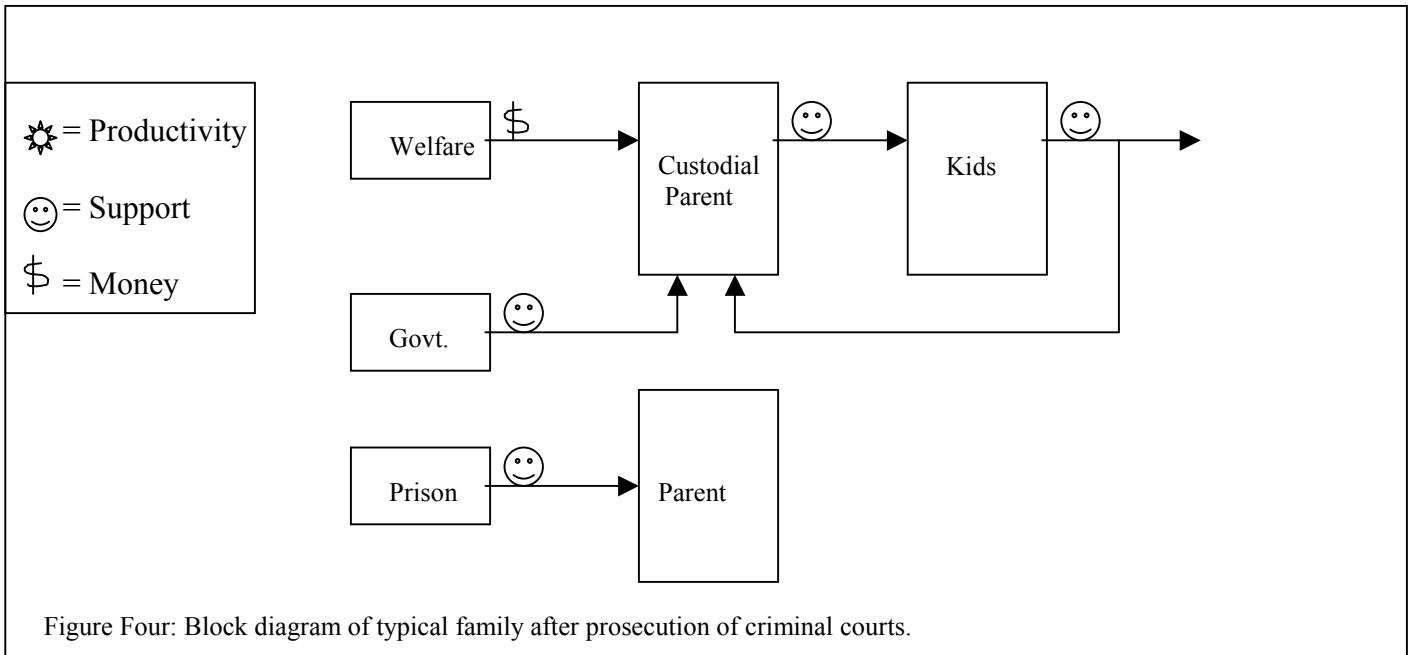 = Productivity
= Support
$ = Money
Welfare
$
Custodial
Parent
Kids
Govt.
Prison
Parent
Figure Four: Block diagram of typical family after prosecution of criminal courts.